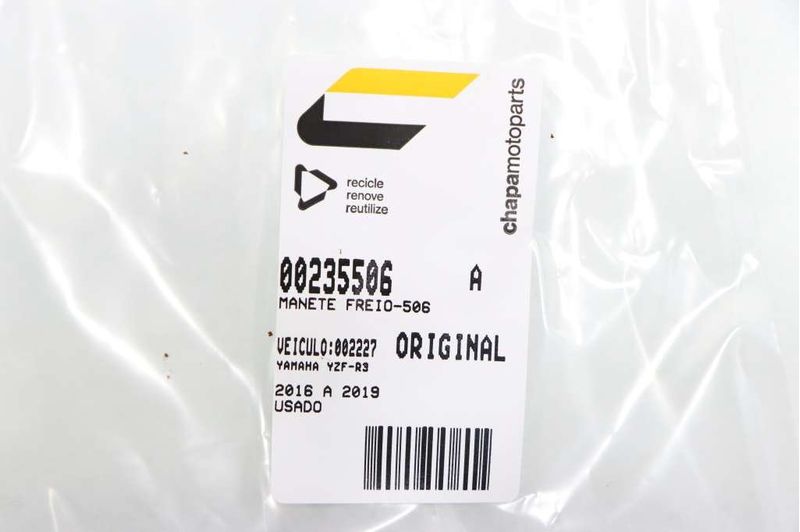 chapamotoparts
recicle
renove
reutilize
00235506 A
MANETE FREIO-506
VEICULO:002227 ORIGINAL
YAMAHA YZF-R3
2016 A 2019
USADO